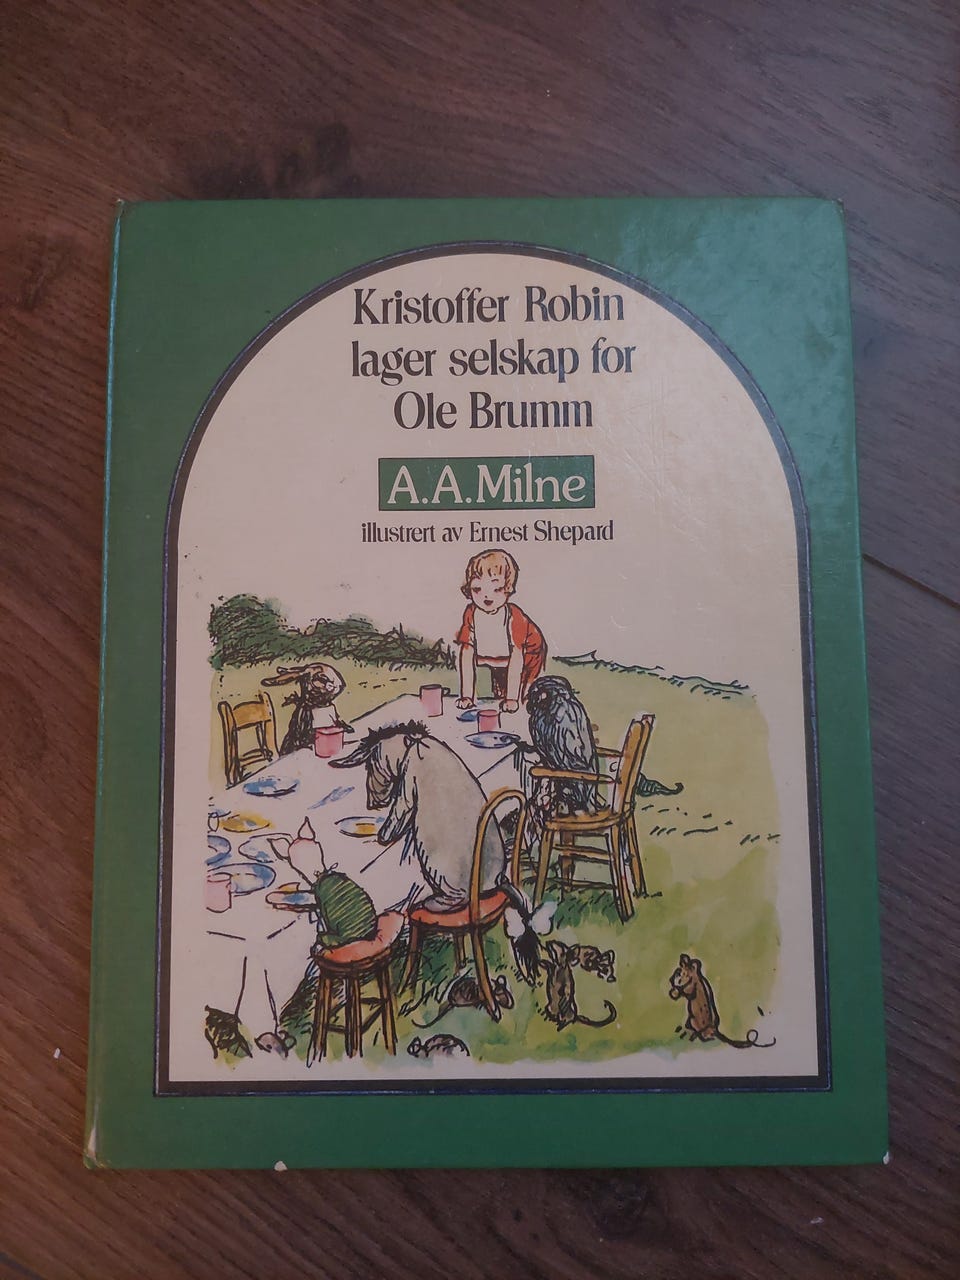 Kristoffer Robin
lager selskap for
Ole Brumm
A.A.Milne
illustrert av Ernest Shepard